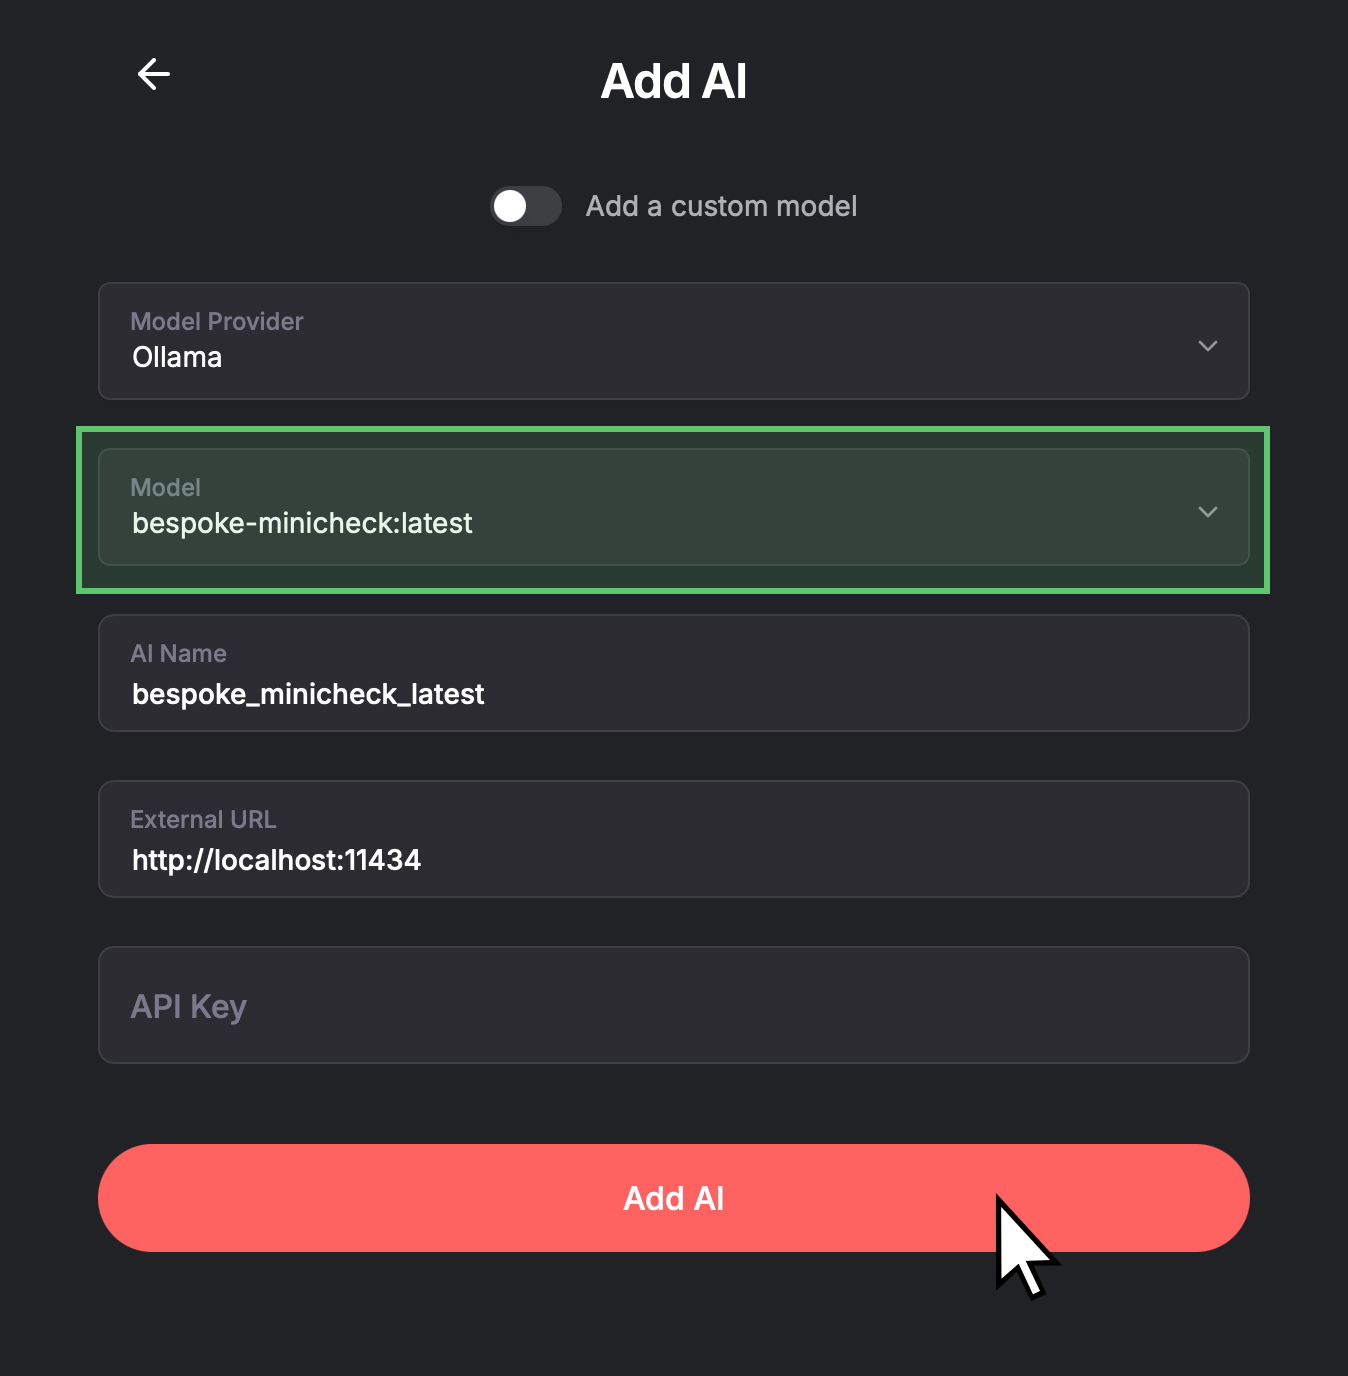 Add AI
Add a custom model
Model Provider
Ollama
Model
bespoke-minicheck:latest
AI Name
bespoke_minicheck_latest
External URL
http://localhost:11434
API Key
Add AI